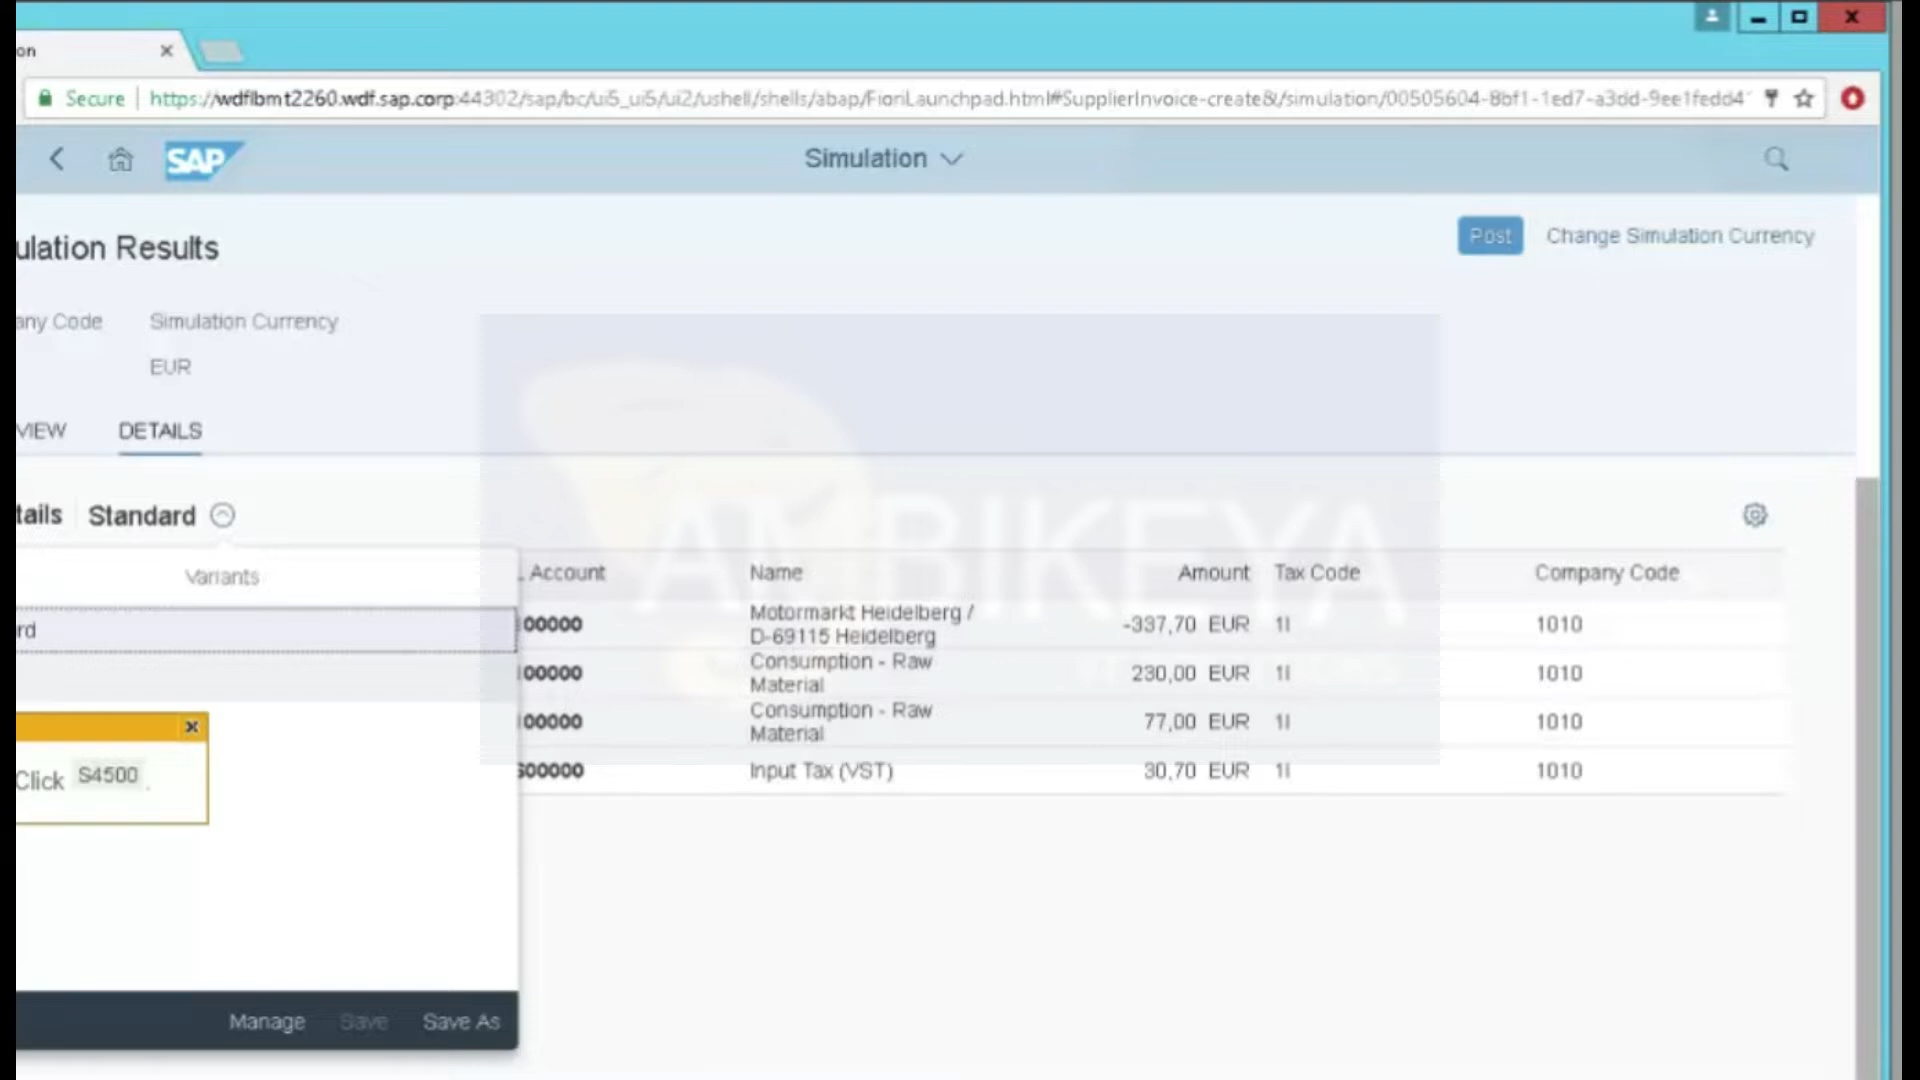 on
Secure https://wdflbmt2260.wdf.sap.corp:44302/sap/bc/ui5_ui5/ui2/ushell/shells/abap/FioriLaunchpad.html#SupplierInvoice-create&/simulation/00505604-8bf1-1ed7-a3dd-9ee1fedd4
SAP Simulation
ulation Results
Post Change Simulation Currency
any Code Simulation Currency
EUR
VIEW DETAILS
AMBIKEYA
tails Standard
Variants
Account Name Amount Tax Code Company Code
rd
00000 Motormarkt Heidelberg / D-69115 Heidelberg -337,70 EUR 1I 1010
00000 Consumption - Raw Material 230,00 EUR 1I 1010
00000 Consumption - Raw Material 77,00 EUR 1I 1010
00000 Input Tax (VST) 30,70 EUR 1I 1010
Click S4500 .
Manage Save Save As